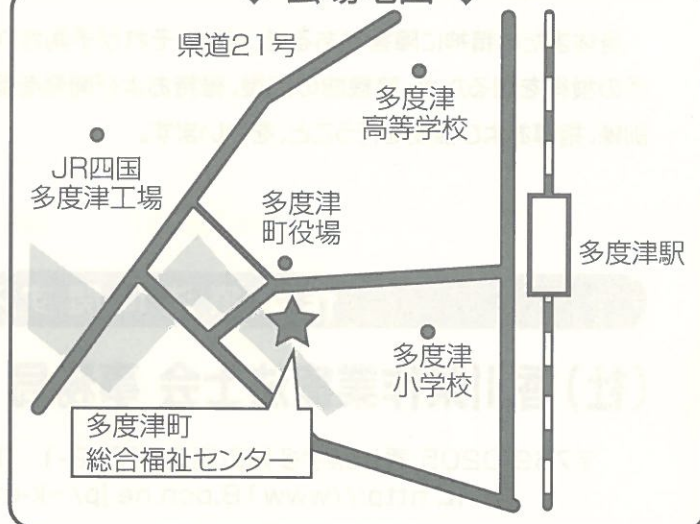 県道21号
多度津
高等学校
JR四国
多度津工場
多度津
町役場
多度津駅
多度津
小学校
多度津町
総合福祉センター